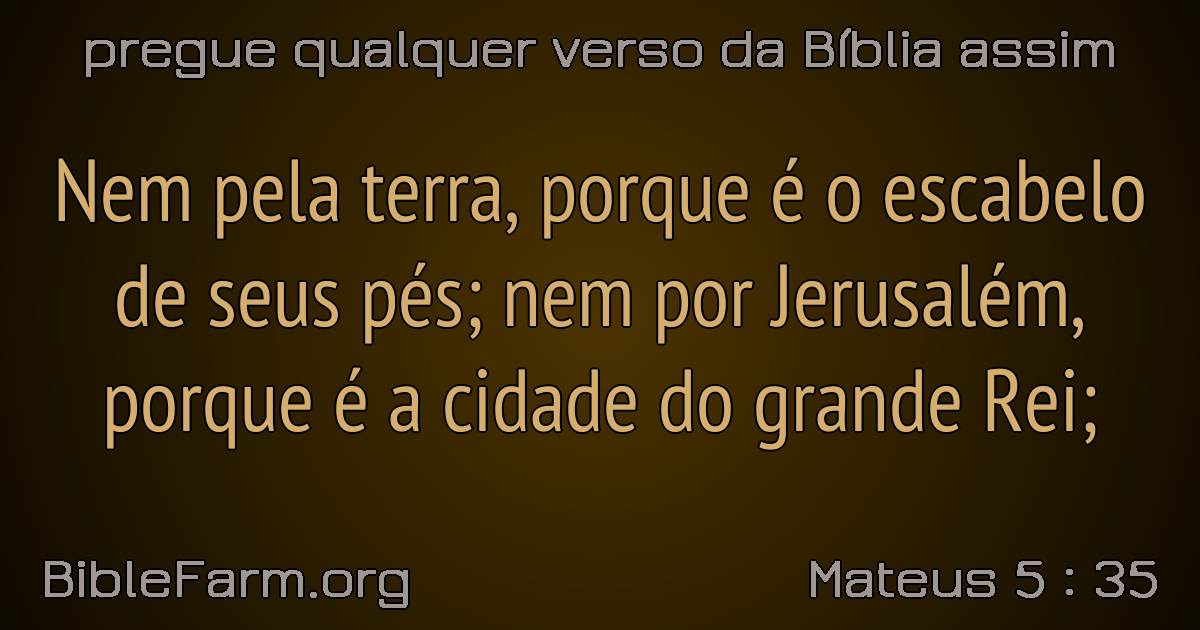 pregue qualquer verso da Bíblia assim
Nem pela terra, porque é o escabelo
de seus pés; nem por Jerusalém,
porque é a cidade do grande Rei;
BibleFarm.org
Mateus 5 : 35